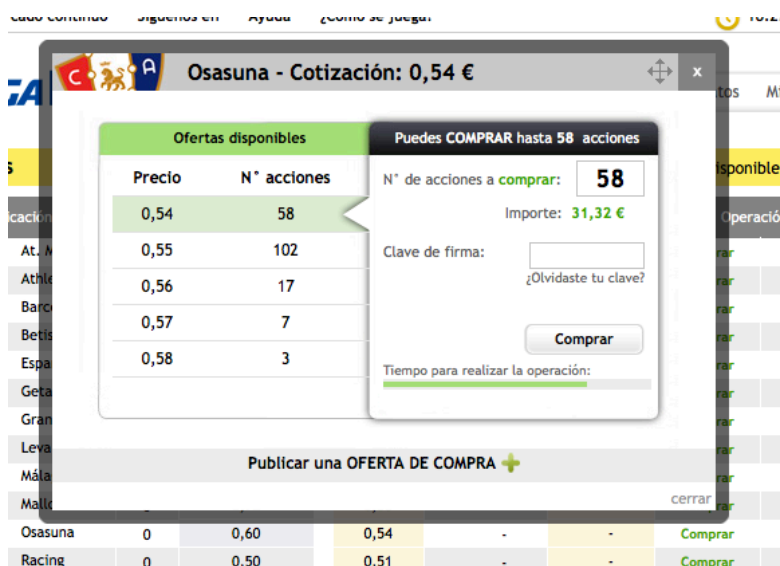 Síguenos en Ayuda ¿Cómo se juega?
C A
Osasuna - Cotización: 0,54 € x
Ofertas disponibles
Precio N° acciones
0,54 58
0,55 102
0,56 17
0,57 7
0,58 3
Puedes COMPRAR hasta 58 acciones
N° de acciones a comprar: 58
Importe: 31,32 €
Clave de firma:
¿Olvidaste tu clave?
Comprar
Tiempo para realizar la operación:
Publicar una OFERTA DE COMPRA
cerrar
At. M
Athle
Barc
Betis
Espa
Geta
Gran
Leva
Mála
Mallo
Osasuna 0 0,60 0,54 - - Comprar
Racing 0 0,50 0,51 - - Comprar